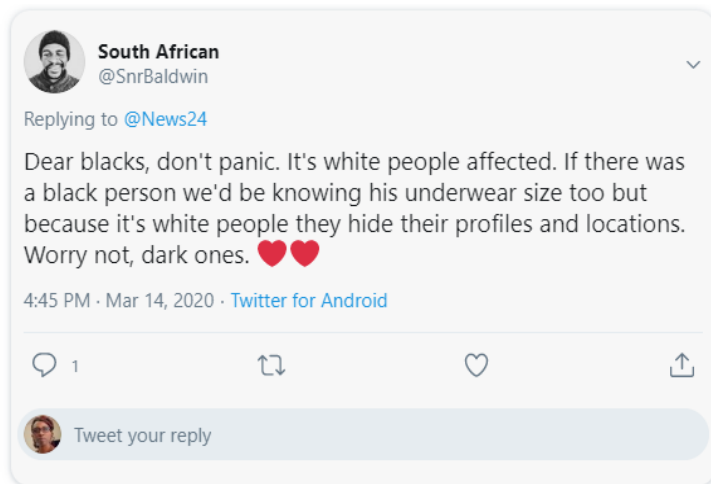 South African
@SnrBaldwin
Replying to @News24
Dear blacks, don't panic. It's white people affected. If there was
a black person we'd be knowing his underwear size too but
because it's white people they hide their profiles and locations.
Worry not, dark ones. ❤️❤️
4:45 PM · Mar 14, 2020 · Twitter for Android
1
Tweet your reply